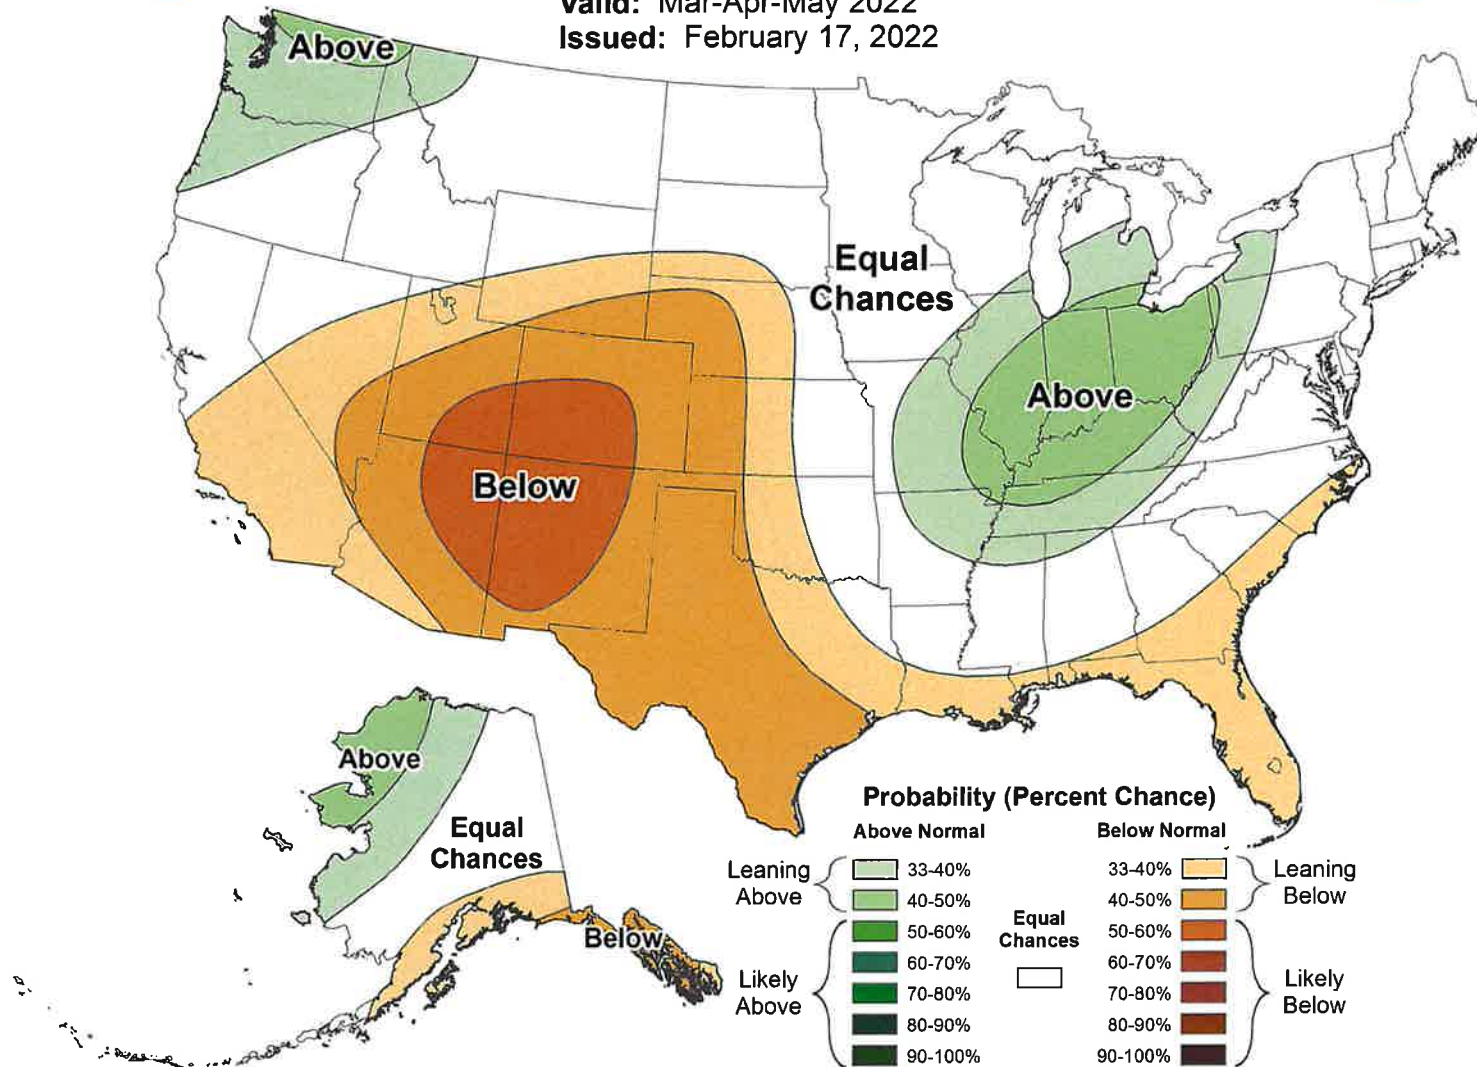 Valid: Mar-Apr-May 2022
Issued: February 17, 2022
Above
Equal
Chances
Above
Below
Above
Equal
Chances
Below
Probability (Percent Chance)
Above Normal
Below Normal
Leaning
Above
33-40%
40-50%
Likely
Above
50-60%
60-70%
70-80%
80-90%
90-100%
Equal
Chances
33-40%
40-50%
Leaning
Below
50-60%
60-70%
70-80%
80-90%
90-100%
Likely
Below